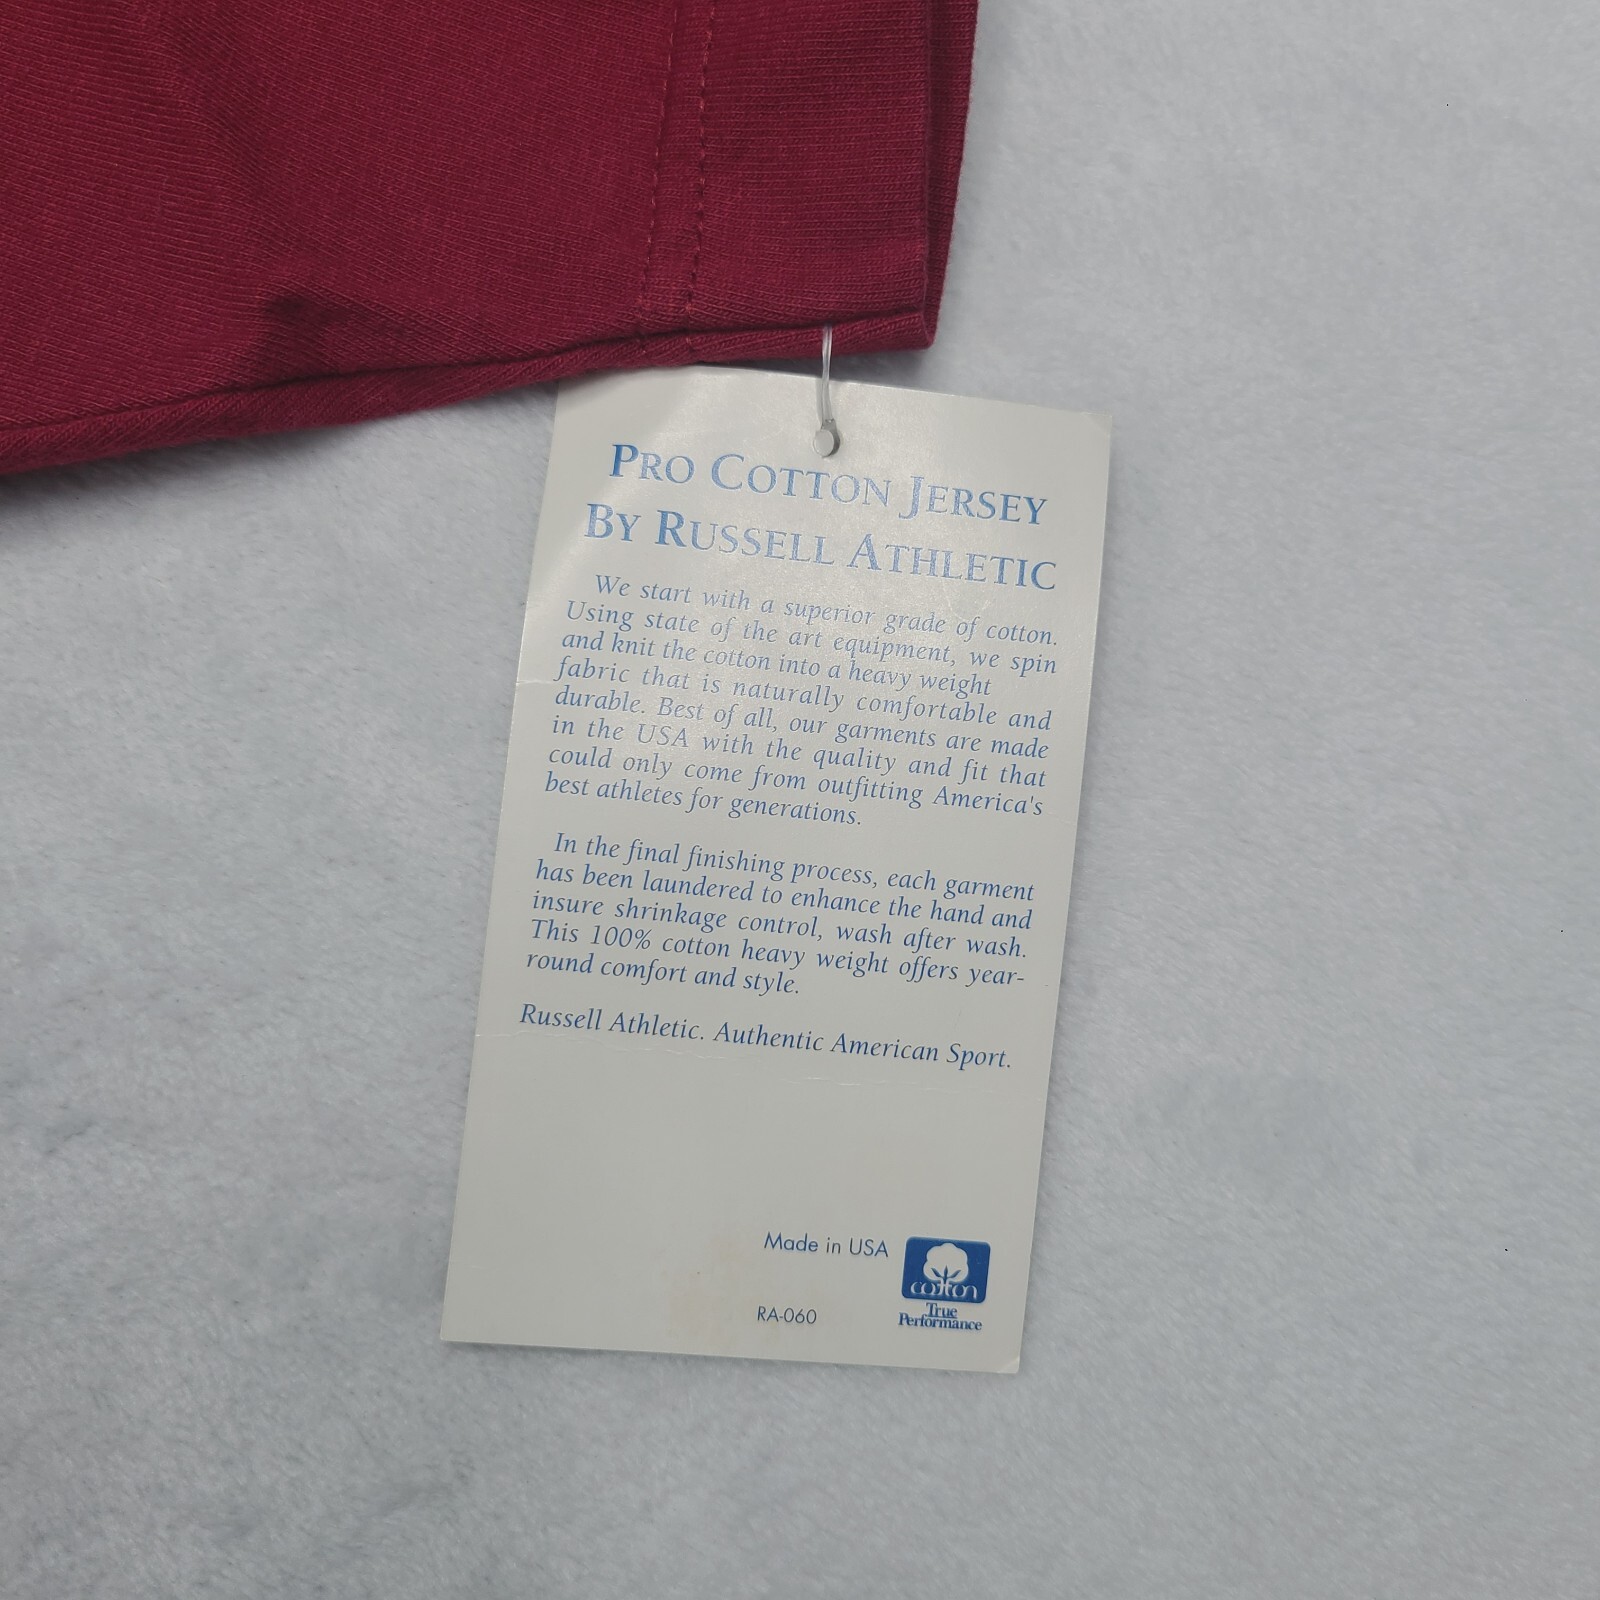 PRO COTTON JERSEY
BY RUSSELL ATHLETIC
We start with a superior grade of cotton.
Using state of the art equipment, we spin
and knit the cotton into a heavy weight
fabric that is naturally comfortable and
durable. Best of all, our garments are made
in the USA with the quality and fit that
could only come from outfitting America's
best athletes for generations.
In the final finishing process, each garment
has been laundered to enhance the hand and
insure shrinkage control, wash after wash.
This 100% cotton heavy weight offers year-
round comfort and style.
Russell Athletic. Authentic American Sport.
Made in USA
cotton
True
Performance
RA-060